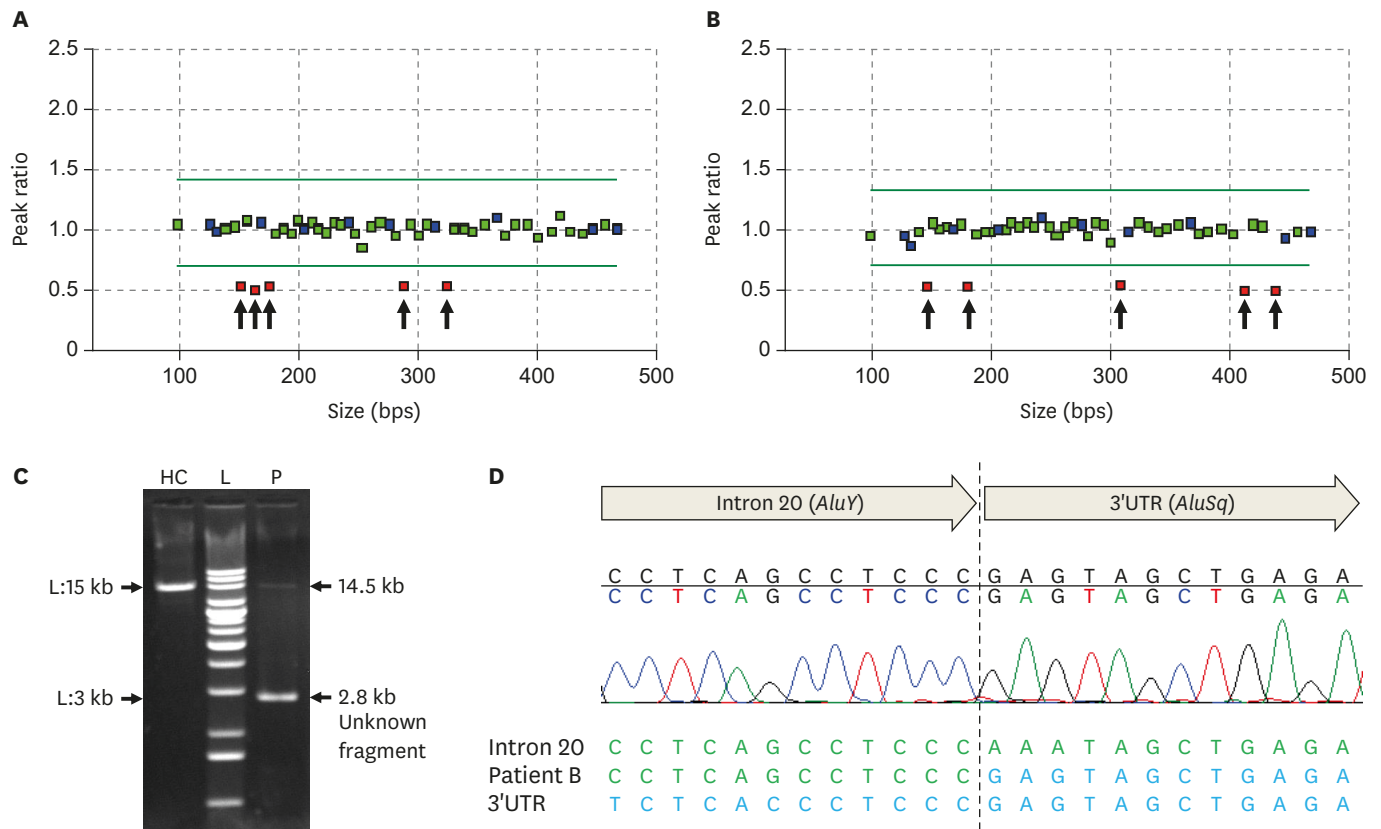 A
2.5
2.0
1.5
1.0
0.5
0
Peak ratio
100 200 300 400 500
Size (bps)
B
2.5
2.0
1.5
1.0
0.5
0
Peak ratio
100 200 300 400 500
Size (bps)
C
HC L P
L:15 kb
14.5 kb
L:3 kb
2.8 kb
Unknown
fragment
D
Intron 20 (AluY)
3'UTR (AluSq)
C C T C A G C C T C C C G A G T A G C T G A G A
C C T C A G C C T C C C G A G T A G C T G A G A
Intron 20 C C T C A G C C T C C C A A A T A G C T G A G A
Patient B C C T C A G C C T C C C G A G T A G C T G A G A
3'UTR T C T C A C C C T C C C G A G T A G C T G A G A